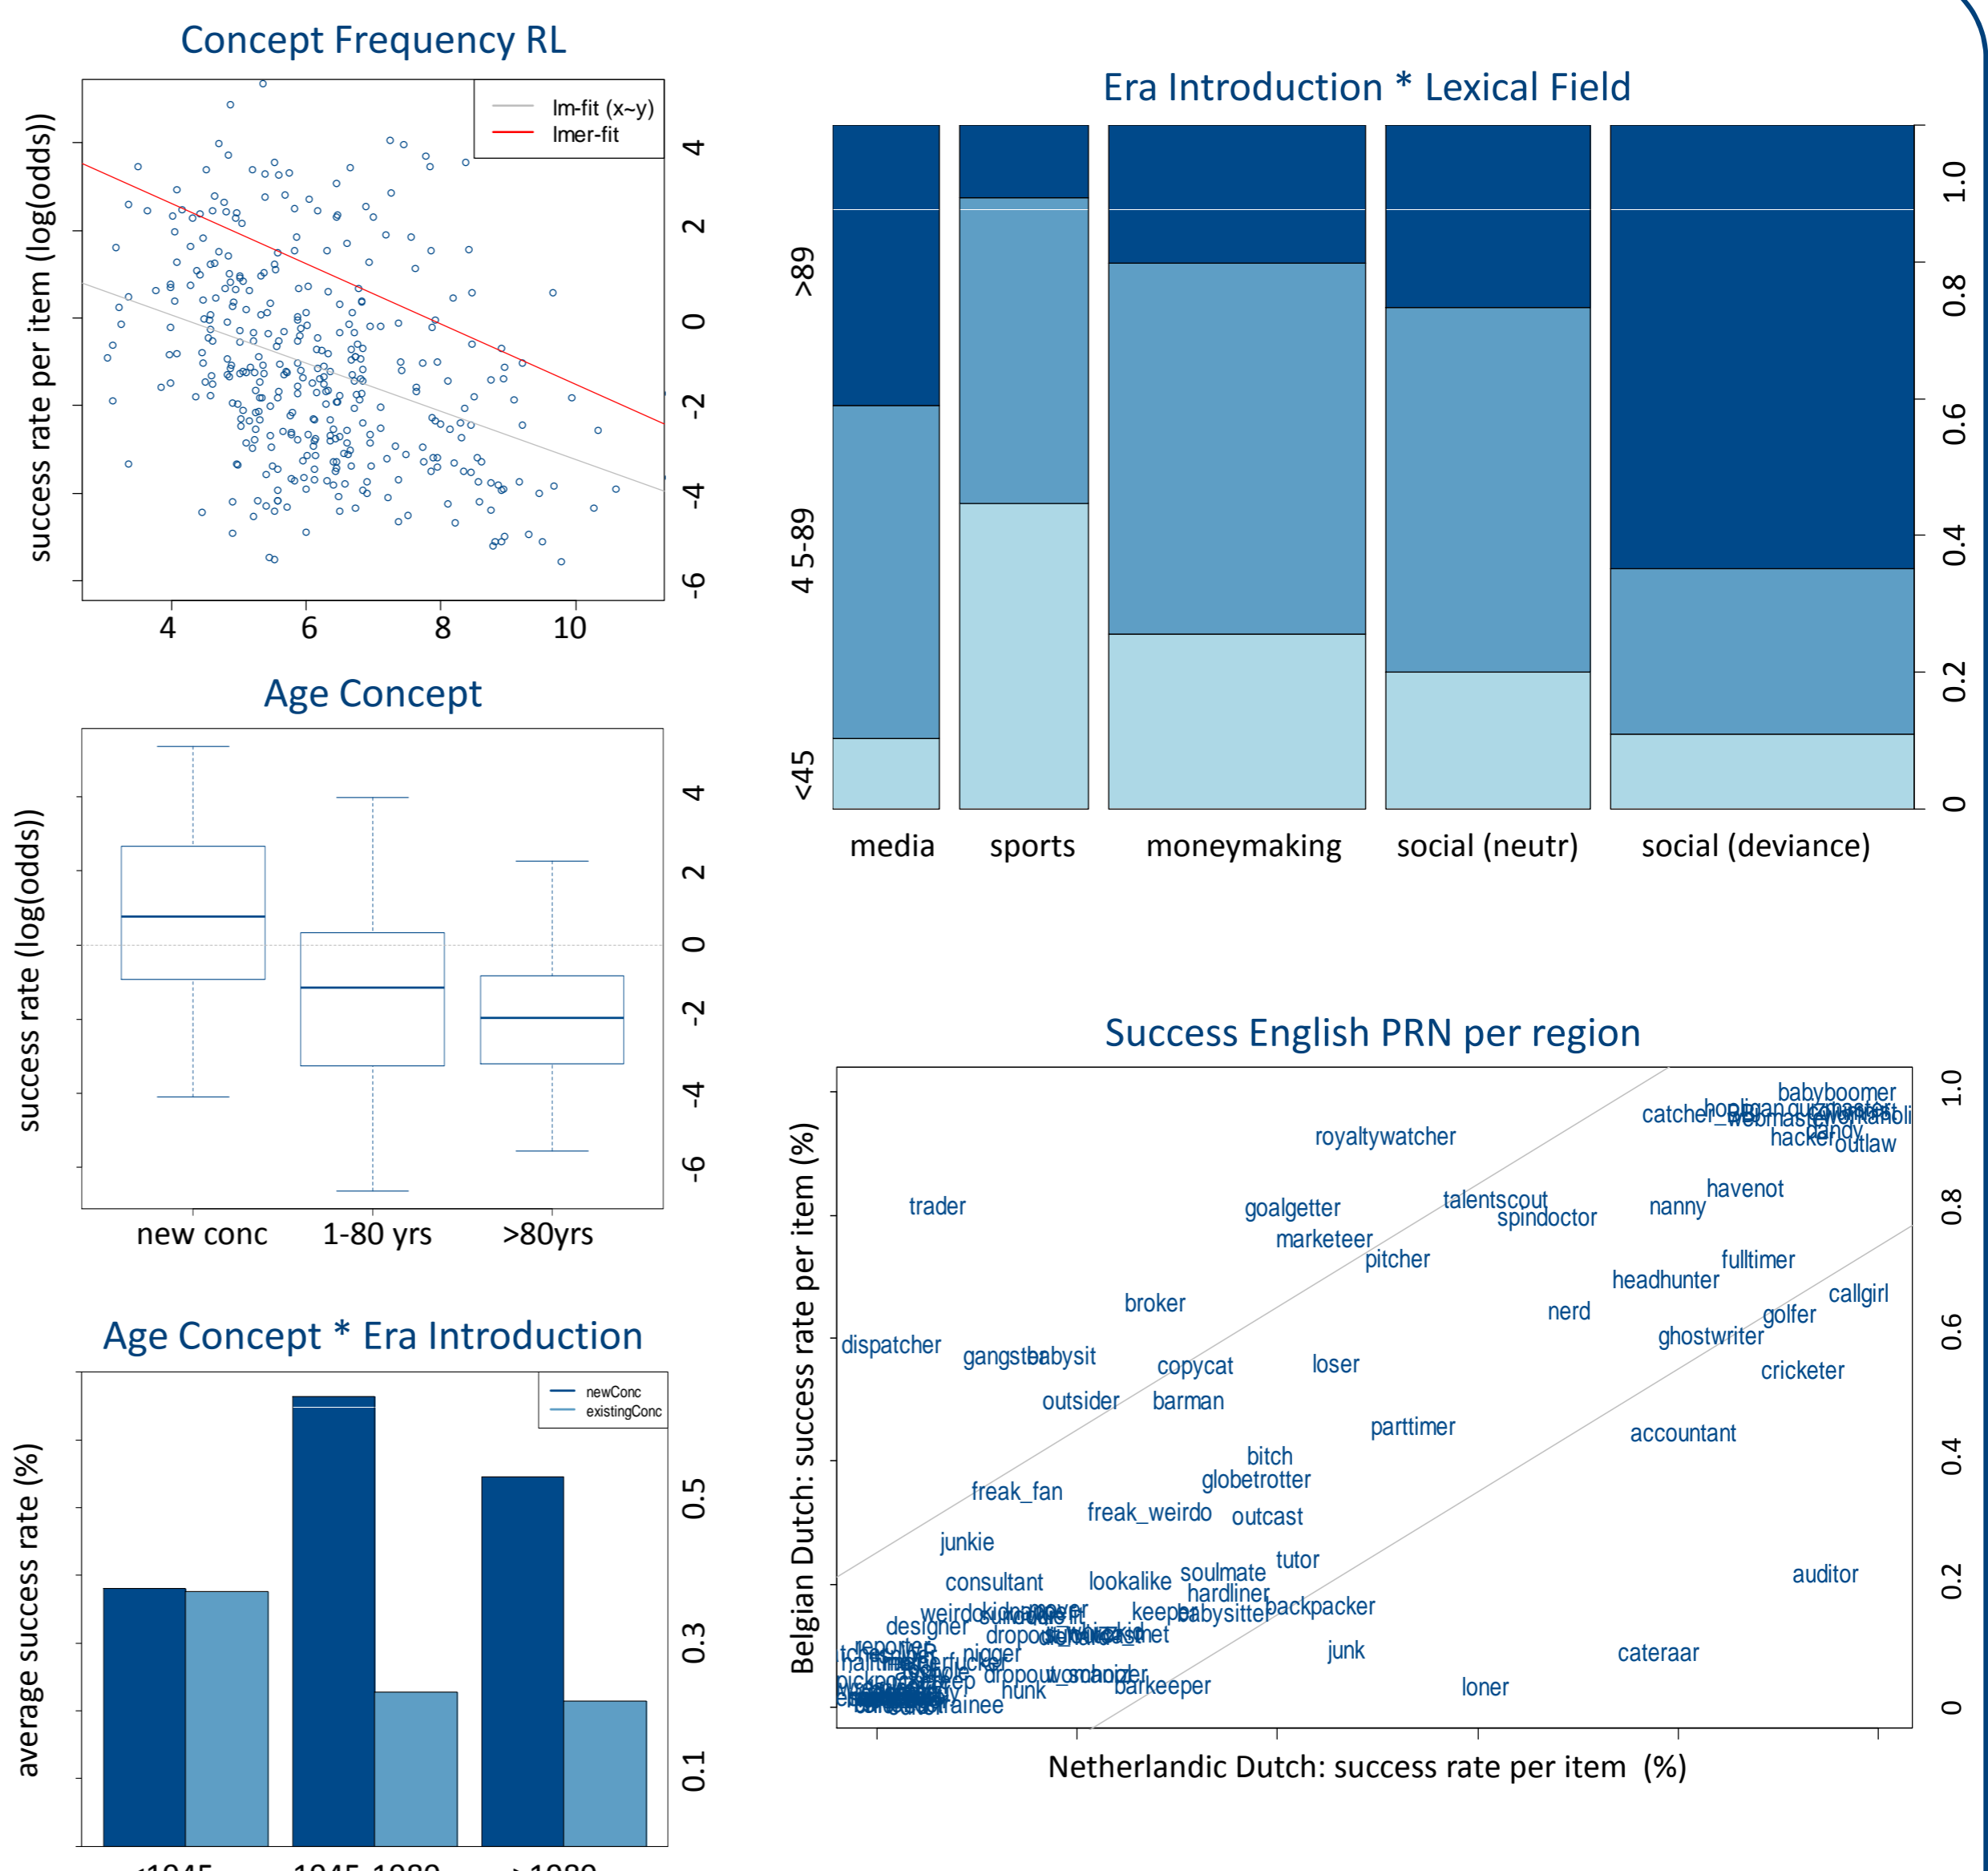 Concept Frequency RL
success rate per item (log(odds))
lm-fit (x~y)
lmer-fit
4
2
0
-2
-4
-6
4 6 8 10
Age Concept
success rate (log(odds))
4
2
0
-2
-4
-6
new conc 1-80 yrs >80yrs
Age Concept * Era Introduction
average success rate (%)
newConc
existingConc
0.5
0.3
0.1
Era Introduction * Lexical Field
>89
4 5-89
<45
1.0
0.8
0.6
0.4
0.2
0
media sports moneymaking social (neutr) social (deviance)
Success English PRN per region
Belgian Dutch: success rate per item (%)
1.0
0.8
0.6
0.4
0.2
0
babyboomer
hooligan
hacker dandy
outlaw
royaltywatcher
havenot
talentscout
trader goalgetter nanny
spindoctor
marketeer
pitcher fulltimer
headhunter
callgirl
broker nerd golfer
dispatcher ghostwriter
gangster babysit
copycat loser cricketer
outsider barman
parttimer accountant
bitch
globetrotter
freak_fan
freak_weirdo outcast
junkie
tutor
consultant lookalike soulmate auditor
hardliner
weirdo keeper babysitter backpacker
designer
reporter nigger junk cateraar
hunk barkeeper loner
Netherlandic Dutch: success rate per item (%)